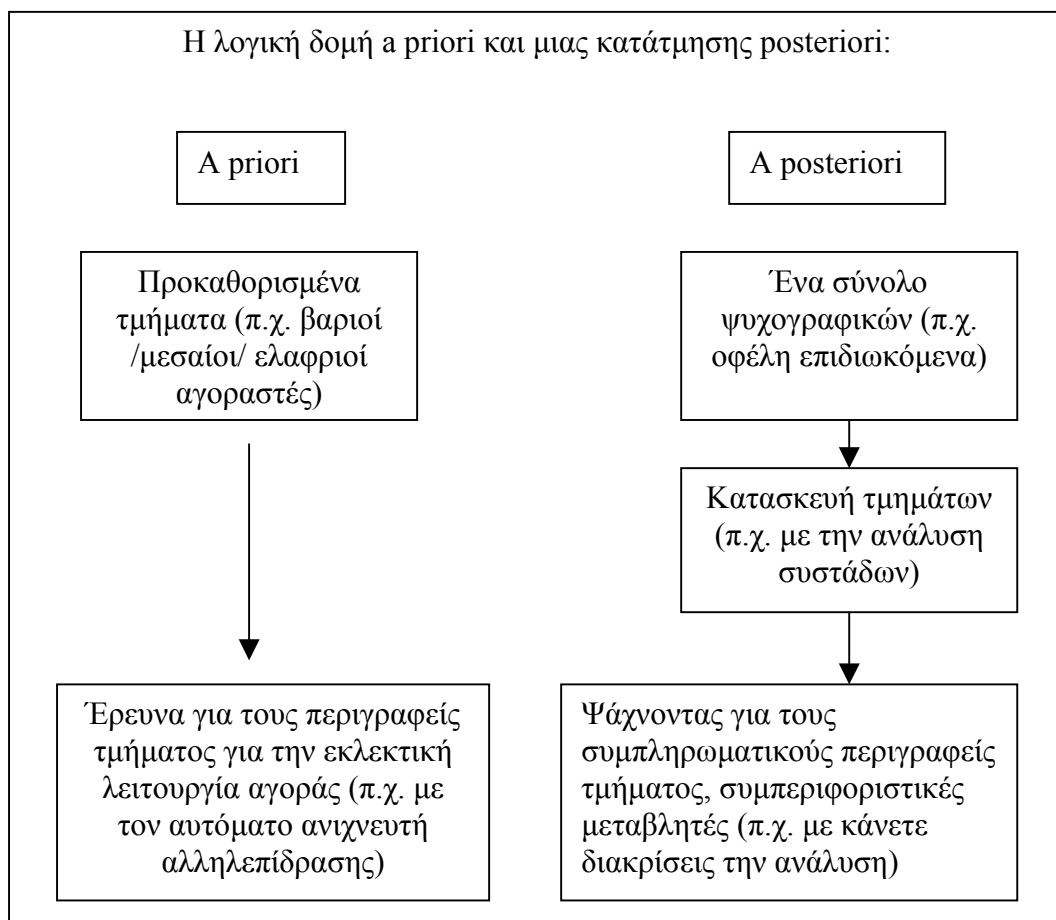 Η λογική δομή a priori και μιας κατάτμησης posteriori:
A priori
A posteriori
Προκαθορισμένα
τμήματα (π.χ. βαριοί
/μεσαίοι/ ελαφριοί
αγοραστές)
Ένα σύνολο
ψυχογραφικών (π.χ.
οφέλη επιδιωκόμενα)
Κατασκευή τμημάτων
(π.χ. με την ανάλυση
συστάδων)
Έρευνα για τους περιγραφείς
τμήματος για την εκλεκτική
λειτουργία αγοράς (π.χ. με
τον αυτόματο ανιχνευτή
αλληλεπίδρασης)
Ψάχνοντας για τους
συμπληρωματικούς περιγραφείς
τμήματος, συμπεριφοριστικές
μεταβλητές (π.χ. με κάνετε
διακρίσεις την ανάλυση)